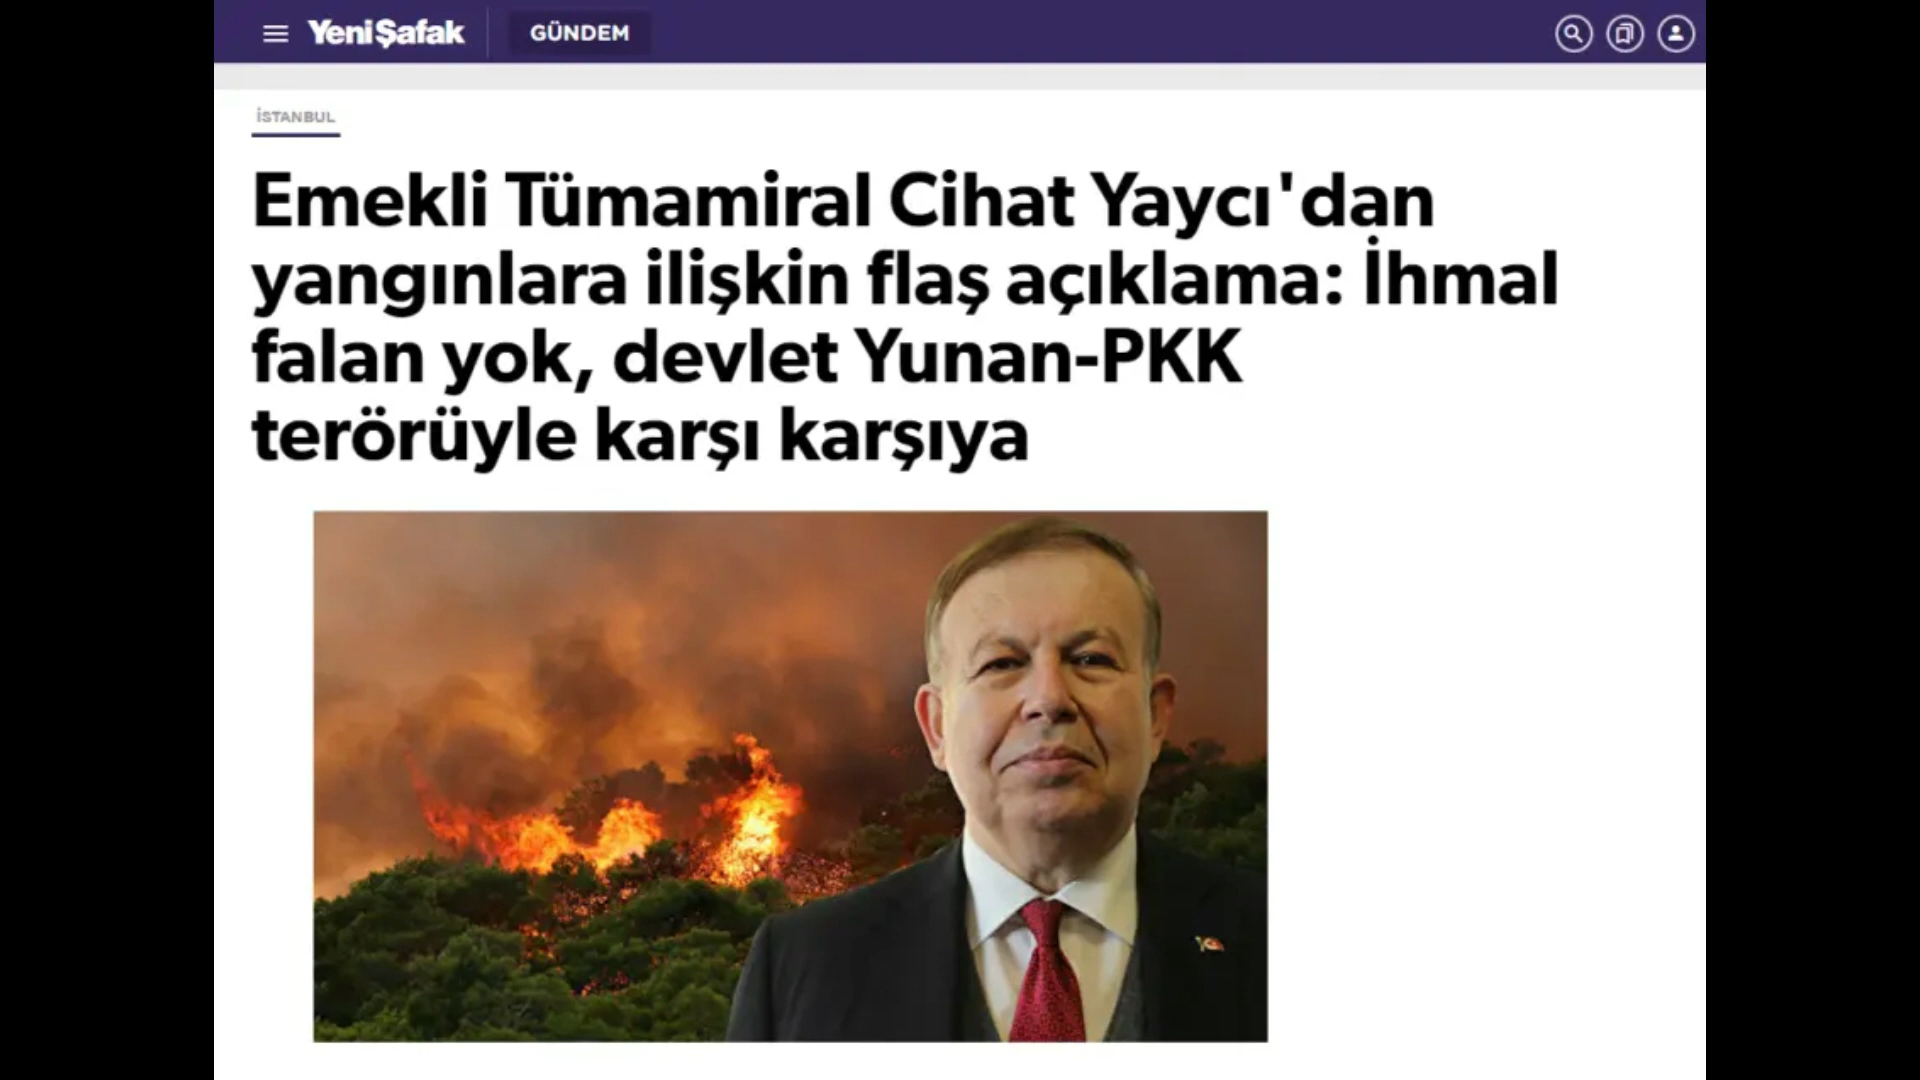 Yeni Şafak
GÜNDEM
İSTANBUL
Emekli Tümamiral Cihat Yaycı'dan
yangınlara ilişkin flaş açıklama: İhmal
falan yok, devlet Yunan-PKK
terörüyle karşı karşıya